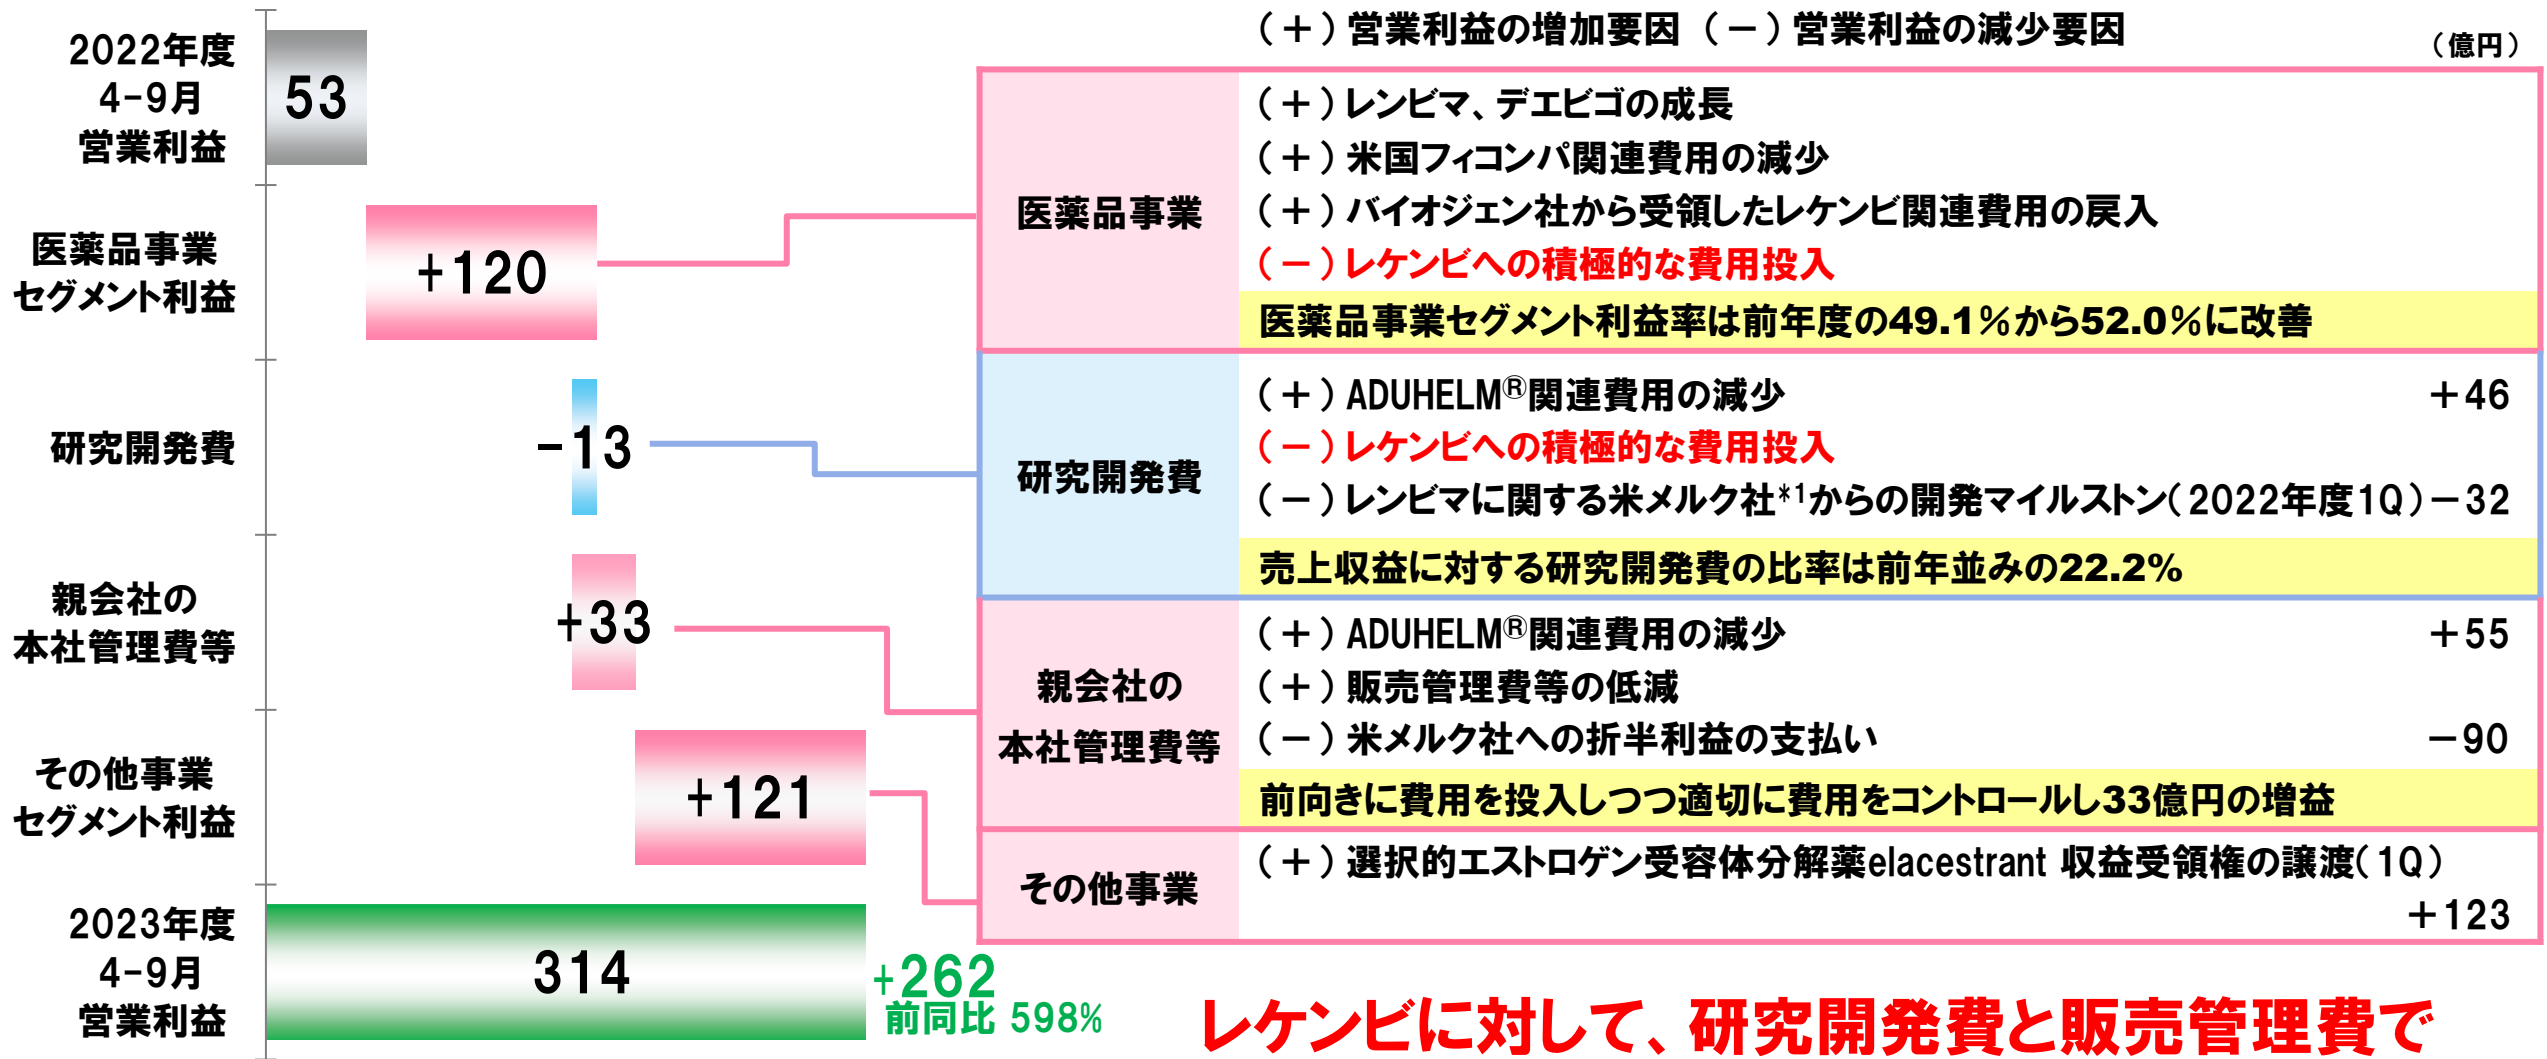 （＋）営業利益の増加要因（－）営業利益の減少要因
（億円）
2022年度
4-9月
営業利益
53
医薬品事業
セグメント利益
+120
研究開発費
-13
親会社の
本社管理費等
+33
その他事業
セグメント利益
+121
2023年度
4-9月
営業利益
314
+262
前同比 598%
医薬品事業
（＋）レンビマ、デエビゴの成長
（＋）米国フィコンパ関連費用の減少
（＋）バイオジェン社から受領したレケンビ関連費用の戻入
（－）レケンビへの積極的な費用投入
医薬品事業セグメント利益率は前年度の49.1%から52.0%に改善
研究開発費
（＋）ADUHELM®関連費用の減少 ＋46
（－）レケンビへの積極的な費用投入
（－）レンビマに関する米メルク社*1からの開発マイルストン（2022年度1Q）－32
売上収益に対する研究開発費の比率は前年並みの22.2%
親会社の
本社管理費等
（＋）ADUHELM®関連費用の減少 ＋55
（＋）販売管理費等の低減
（－）米メルク社への折半利益の支払い －90
前向きに費用を投入しつつ適切に費用をコントロールし33億円の増益
その他事業
（＋）選択的エストロゲン受容体分解薬elacestrant 収益受領権の譲渡（1Q）
＋123
レケンビに対して、研究開発費と販売管理費で